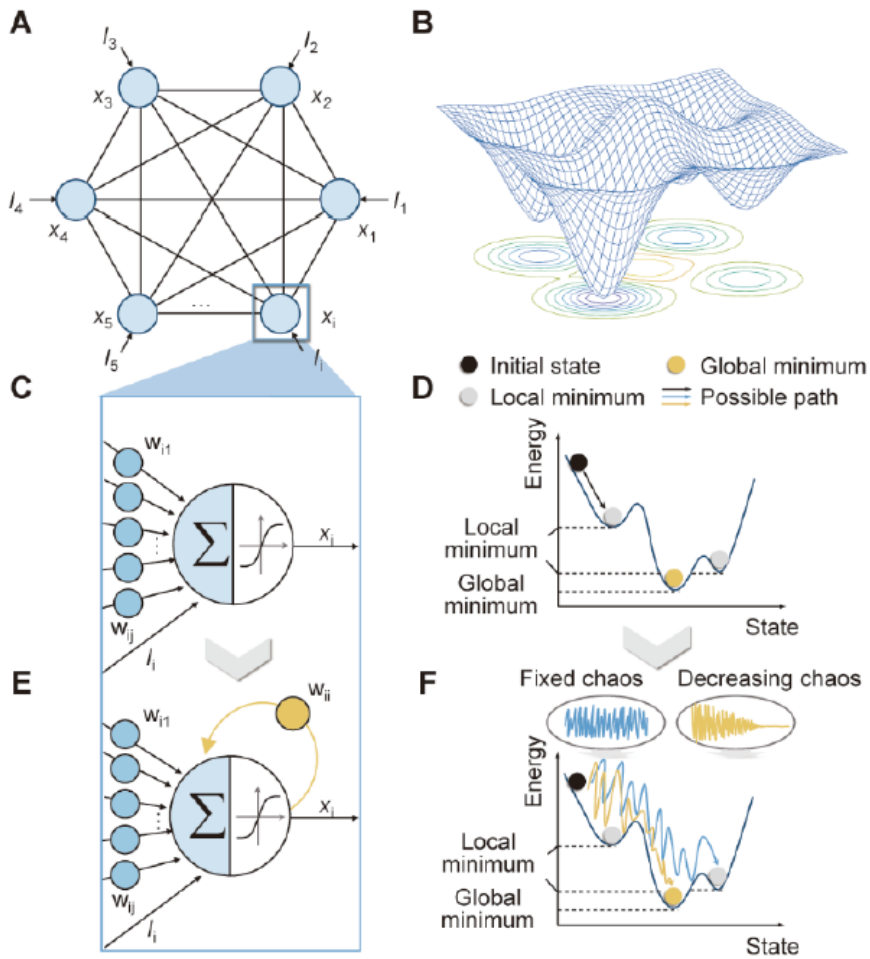 A
I3
I2
x3
x2
I4
I1
x4
x1
x5
...
xi
I5
Ii
B
Initial state
Global minimum
Local minimum
Possible path
C
wi1
Σ
xi
wij
Ii
D
Energy
Local
minimum
Global
minimum
State
E
wii
wi1
Σ
xi
wij
Ii
F
Fixed chaos
Decreasing chaos
Energy
Local
minimum
Global
minimum
State